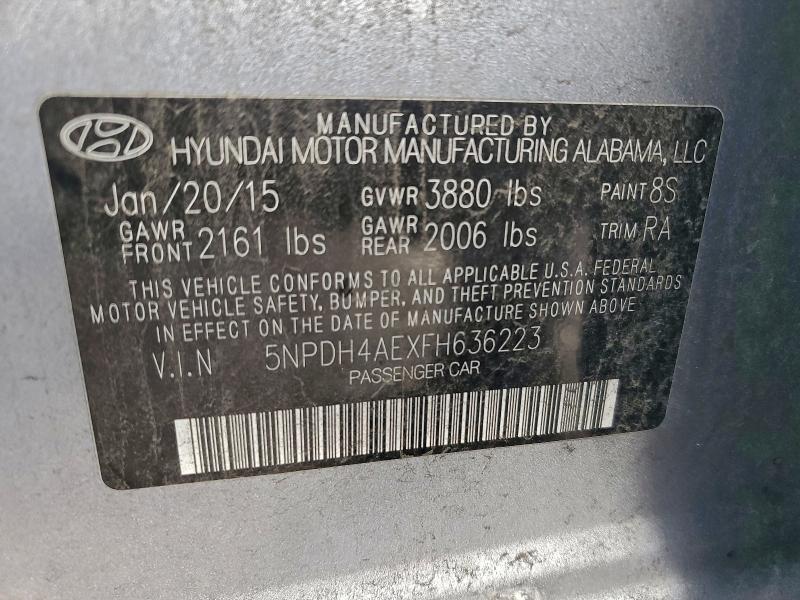 MANUFACTURED BY
HYUNDAI MOTOR MANUFACTURING ALABAMA, LLC
Jan/20/15 GVWR 3880 lbs PAINT 8S
GAWR FRONT 2161 lbs GAWR REAR 2006 lbs TRIM RA
THIS VEHICLE CONFORMS TO ALL APPLICABLE U.S.A. FEDERAL
MOTOR VEHICLE SAFETY, BUMPER, AND THEFT PREVENTION STANDARDS
IN EFFECT ON THE DATE OF MANUFACTURE SHOWN ABOVE
V.I.N 5NPDH4AEXFH636223
PASSENGER CAR